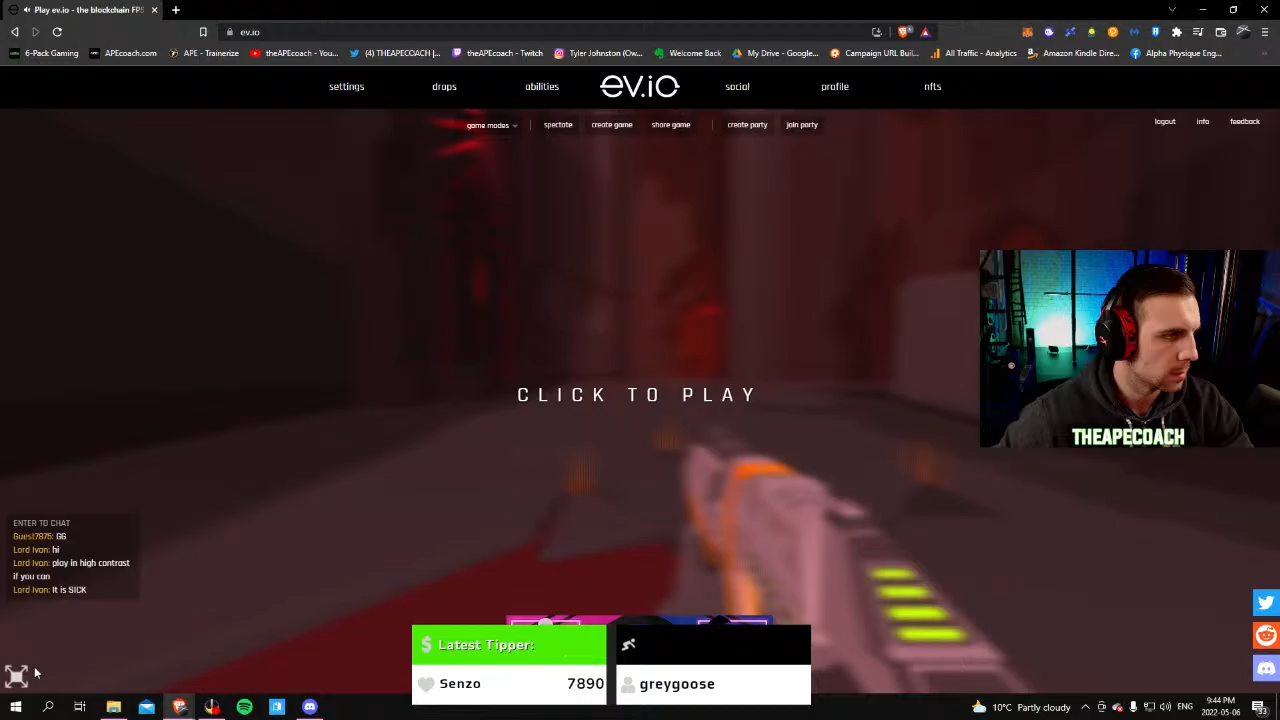 Play ev.io - the blockchain FPS
ev.io
6-Pack Gaming
APEcoach.com
APE - Trainerize
theAPEcoach - You...
(4) THEAPECOACH |...
theAPEcoach - Twitch
Tyler Johnston (Ow...
Welcome Back
My Drive - Google...
Campaign URL Buil...
All Traffic - Analytics
Amazon Kindle Dire...
Alpha Physique Eng...
settings
drops
abilities
ev.io
social
profile
nfts
game modes
spectate
create game
share game
create party
join party
logout
info
feedback
CLICK TO PLAY
THEAPECOACH
ENTER TO CHAT
Guest7875: GG
Lord Ivan: hi
Lord Ivan: play in high contrast
if you can
Lord Ivan: It is SICK
$ Latest Tipper:
Senzo 7890
greygoose
10°C Partly cloudy
ENG
9:44 PM
2022-05-06